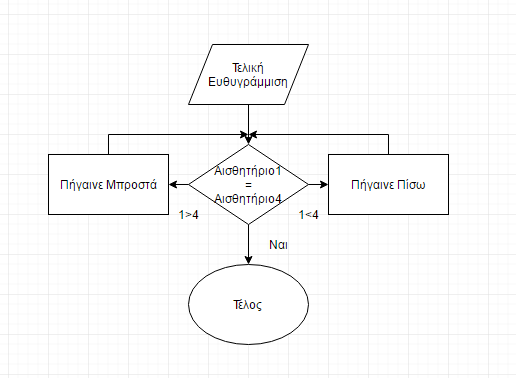 Τελική
Ευθυγράμμιση
Αισθητήριο1
=
Αισθητήριο4
Πήγαινε Μπροστά
Πήγαινε Πίσω
1>4
1<4
Ναι
Τέλος